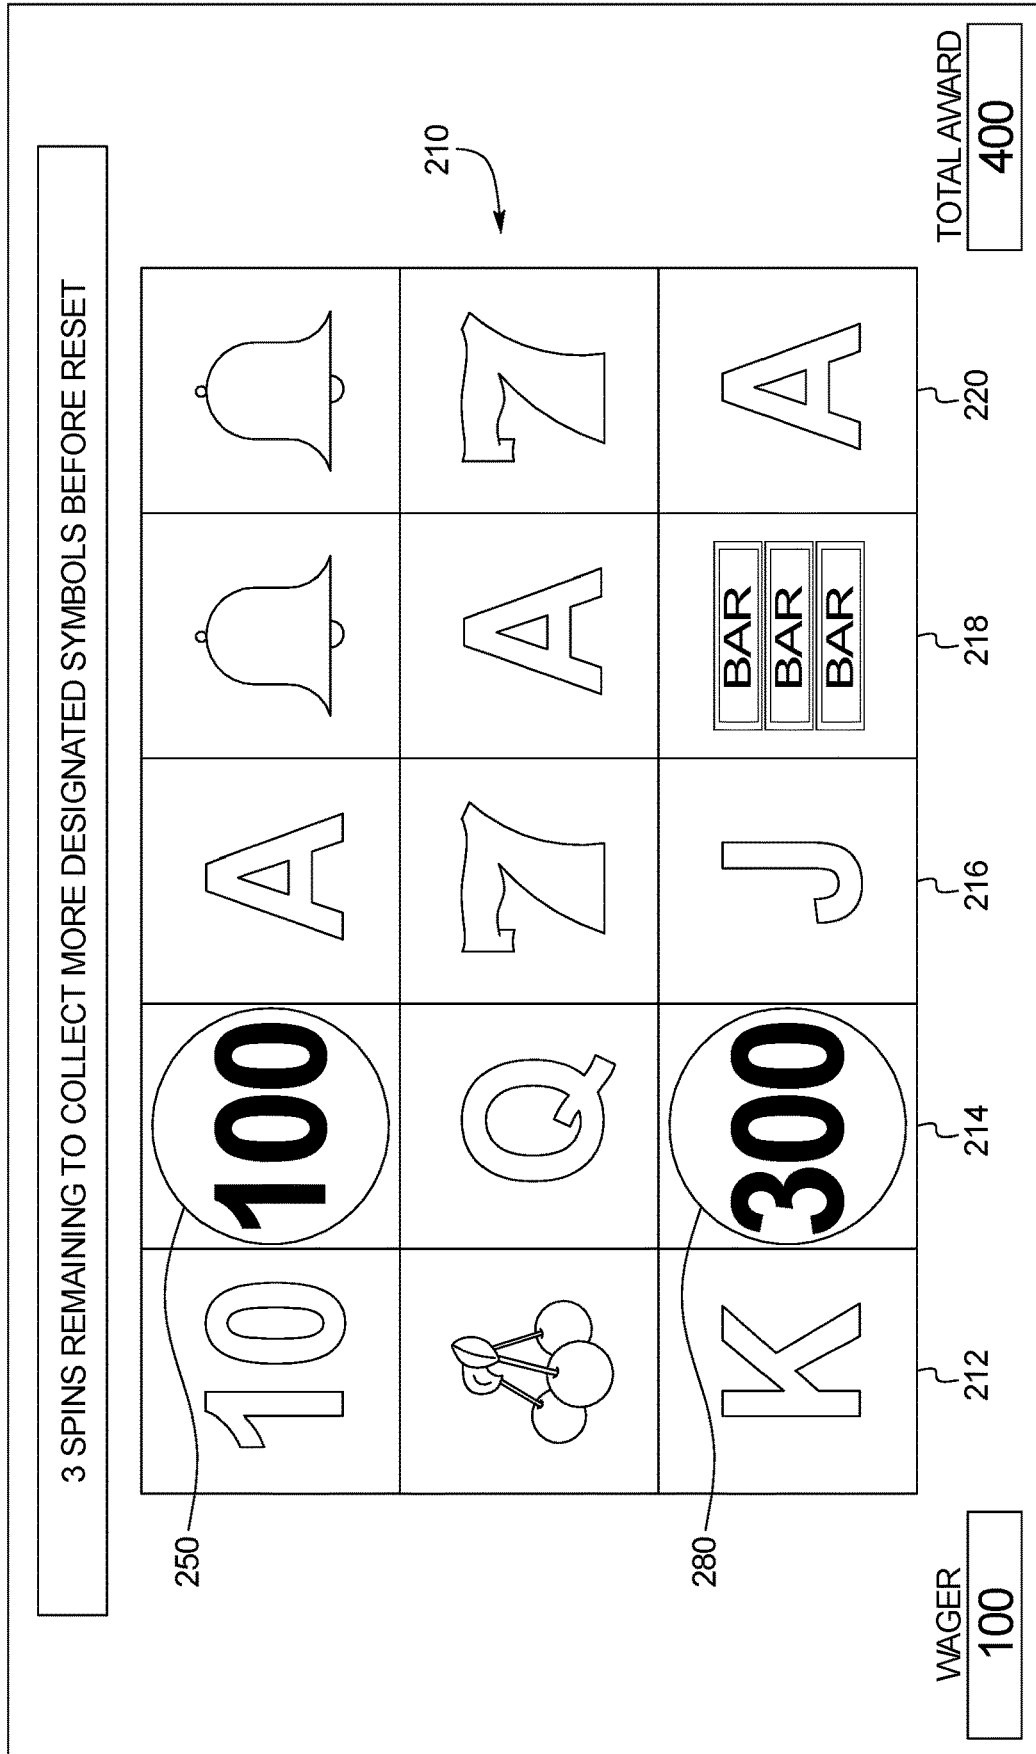 3 SPINS REMAINING TO COLLECT MORE DESIGNATED SYMBOLS BEFORE RESET
210
250
10 100 A
Q 7 A 7
280
K 300 J BAR A
BAR
BAR
212 214 216 218 220
WAGER
100
TOTAL AWARD
400